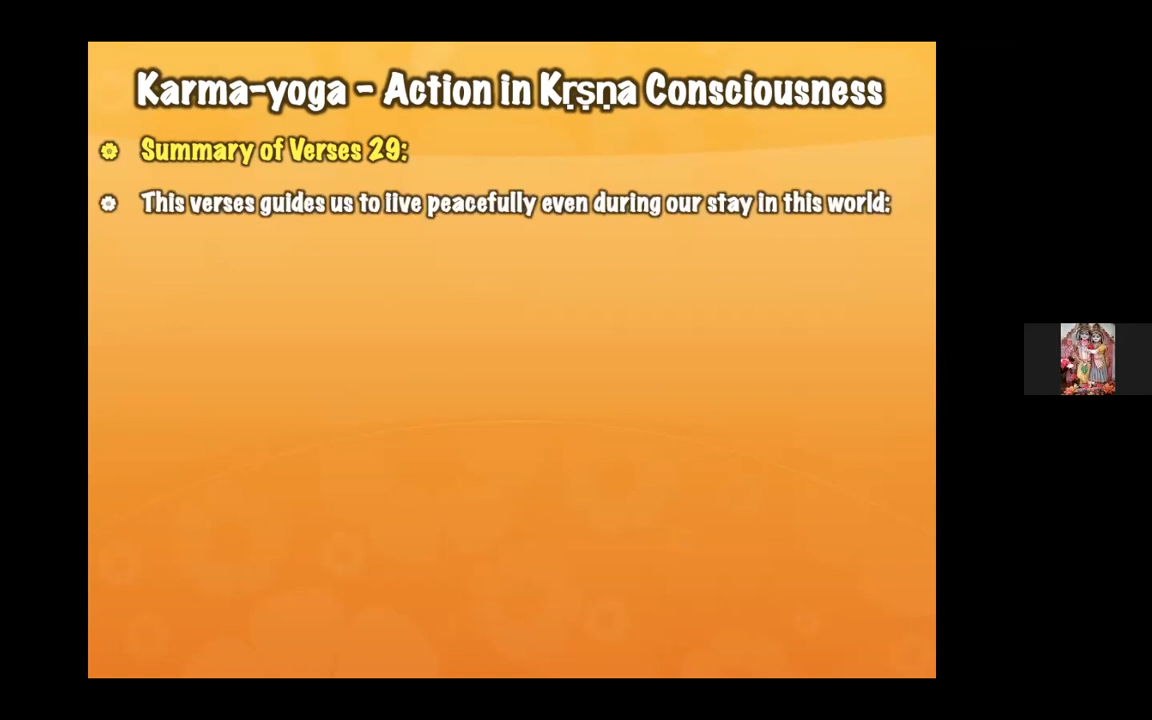 Karma-yoga - Action in Kṛṣṇa Consciousness
Summary of Verses 29:
This verses guides us to live peacefully even during our stay in this world: